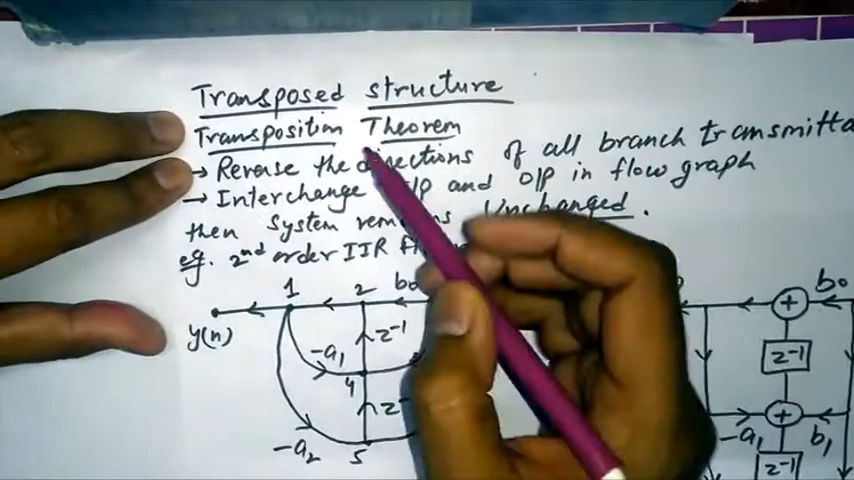 Transposed structure
Transposition Theorem
→ Reverse the directions of all branch transmitta
→ Interchange i/p and o/p in flow graph
then System remains Unchanged.
eg. 2nd order IIR
1 2 b0 b0
y(n) -a1 z-1 z-1
4 -a1 b1
z-
-a2 5 z-1